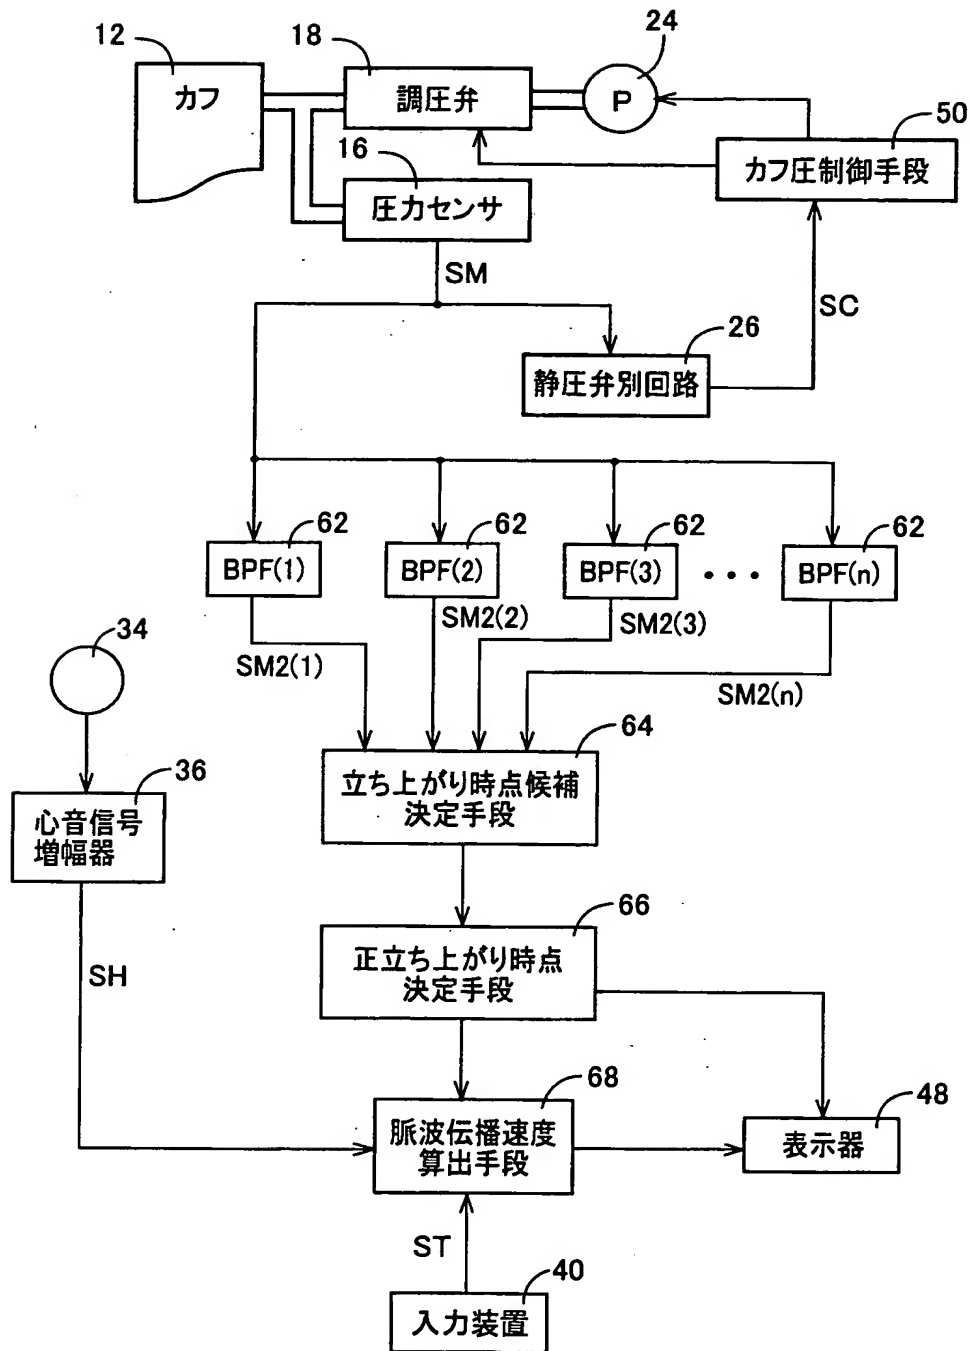 12
18
24
カフ
調圧弁
P
50
16
カフ圧制御手段
圧力センサ
SM
SC
26
静圧弁別回路
62
62
62
62
BPF(1)
BPF(2)
BPF(3)
• • •
BPF(n)
SM2(1)
SM2(2)
SM2(3)
SM2(n)
34
64
36
立ち上がり時点候補
決定手段
心音信号
増幅器
66
正立ち上がり時点
決定手段
SH
68
48
脈波伝播速度
算出手段
表示器
ST
40
入力装置